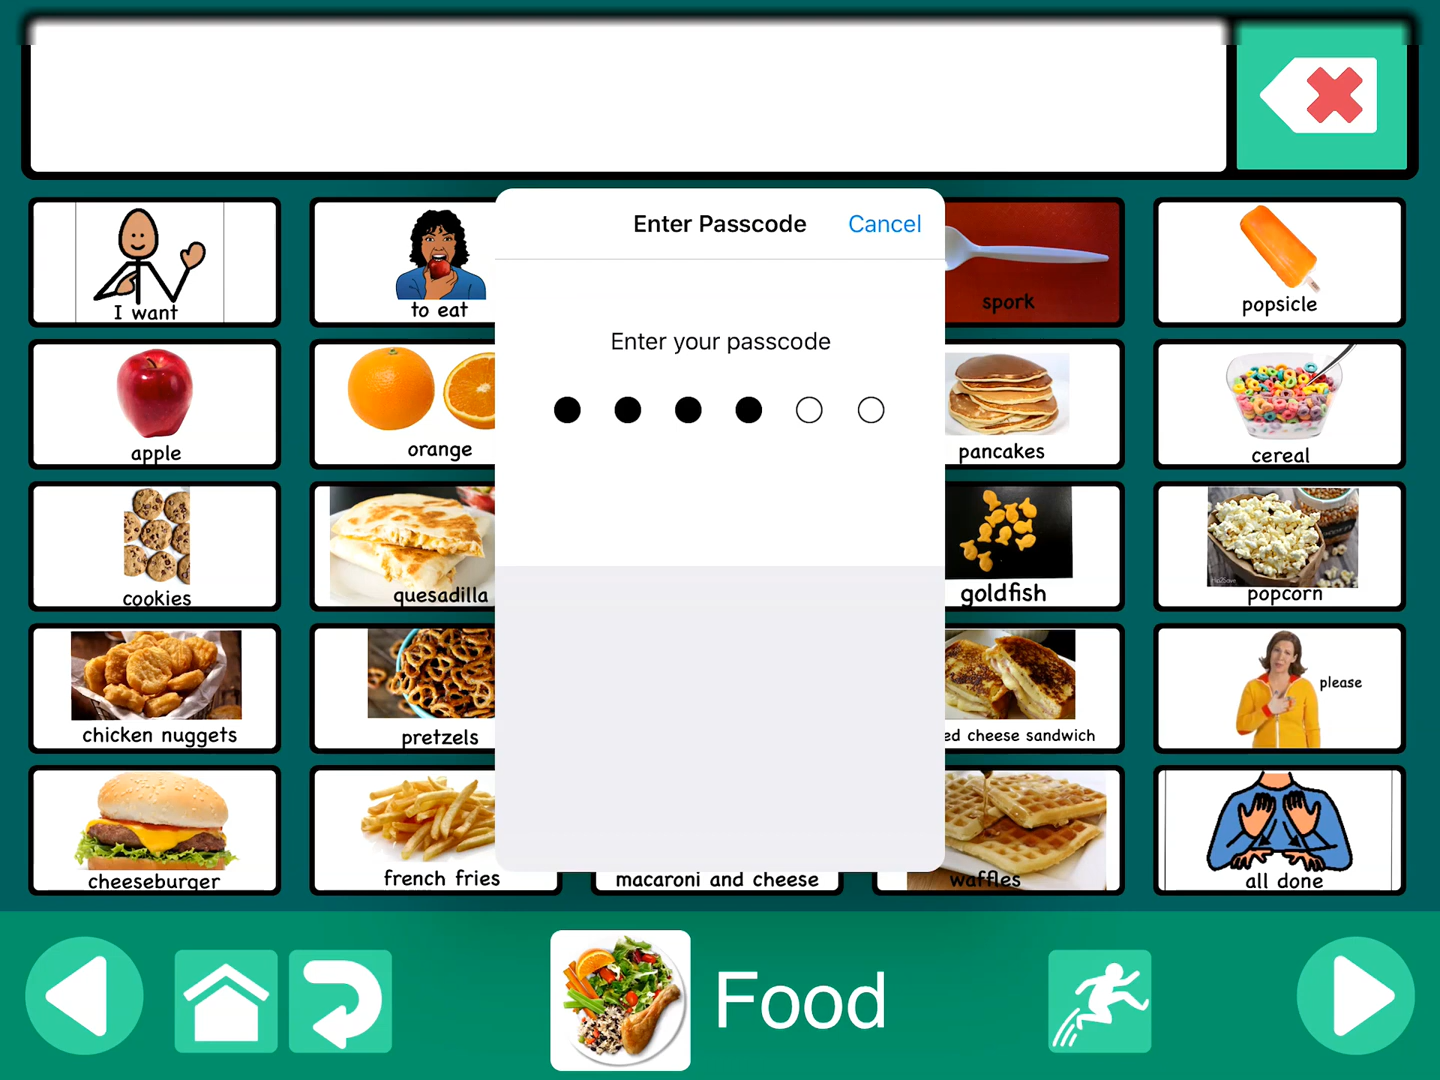 Enter Passcode
Cancel
Enter your passcode
I want
to eat
spork
popsicle
apple
orange
pancakes
cereal
cookies
quesadilla
goldfish
popcorn
chicken nuggets
pretzels
ed cheese sandwich
please
cheeseburger
french fries
macaroni and cheese
waffles
all done
Food